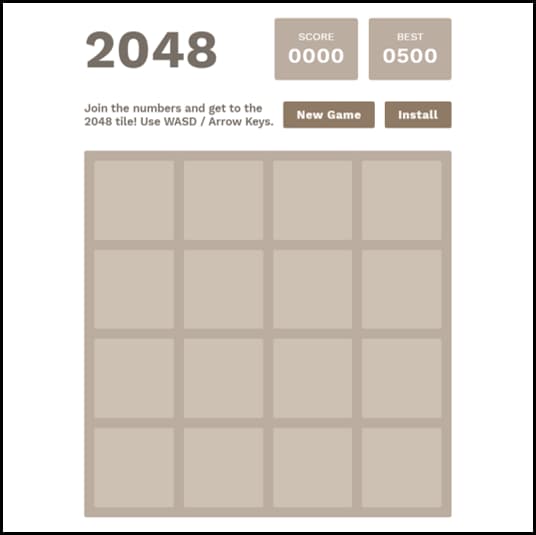 2048
SCORE
0000
BEST
0500
Join the numbers and get to the
2048 tile! Use WASD / Arrow Keys.
New Game
Install